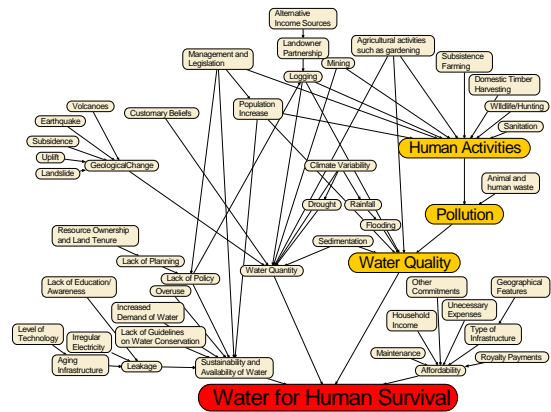 Alternative
Income Sources
Landowner
Partnership
Agricultural activities
such as gardening
Management and
Legislation
Mining
Subsistence
Farming
Logging
Domestic Timber
Harvesting
Volcanoes
Customary Beliefs
Population
Increase
WIldlife/Hunting
Earthquake
Sanitation
Subsidence
Human Activities
Uplift
GeologicalChange
Climate Variability
Landslide
Animal and
human waste
Drought
Rainfall
Pollution
Flooding
Resource Ownership
and Land Tenure
Sedimentation
Lack of Planning
Water Quantity
Water Quality
Lack of Policy
Lack of Education/
Awareness
Overuse
Other
Commitments
Geographical
Features
Increased
Demand of Water
Unecessary
Expenses
Household
Income
Level of
Technology
Irregular
Electricity
Lack of Guidelines
on Water Conservation
Type of
Infrastructure
Maintenance
Royalty Payments
Aging
Infrastructure
Leakage
Sustainability and
Availability of Water
Affordability
Water for Human Survival